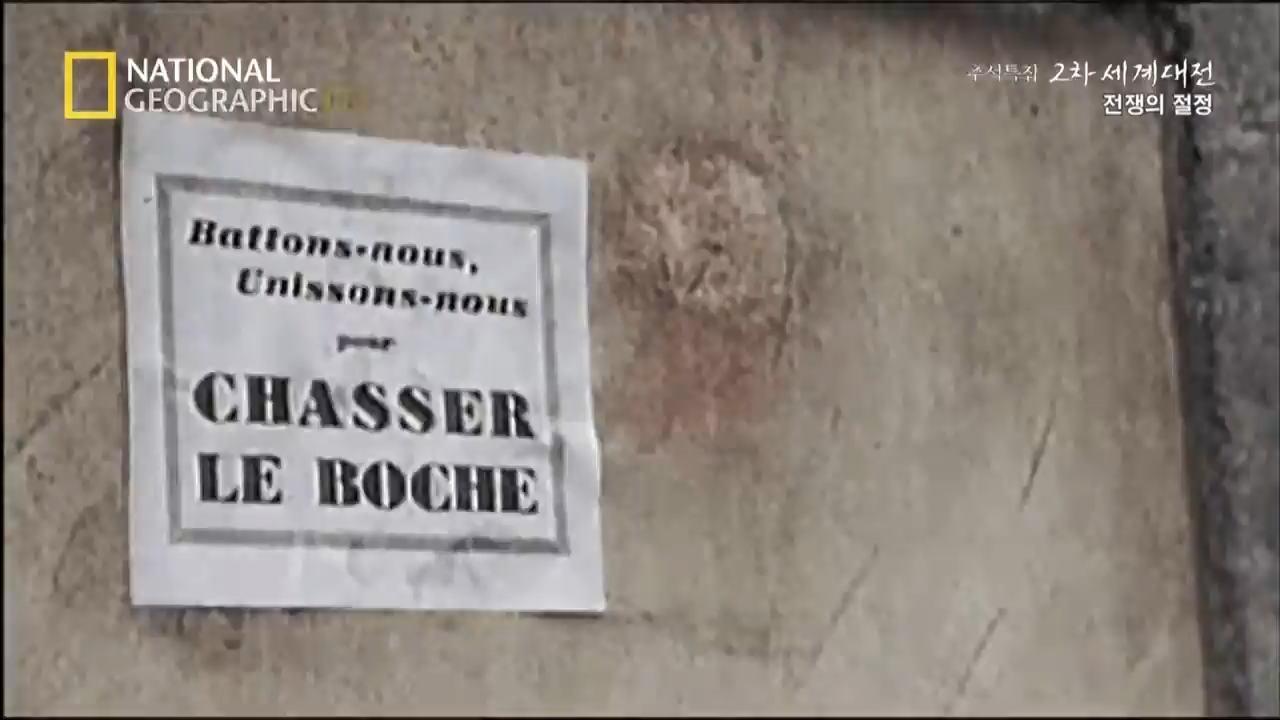 NATIONAL
GEOGRAPHIC
추석특집 2차 세계대전
전쟁의 절정
Battons-nous,
Unissons-nous
pour
CHASSER
LE BOCHE